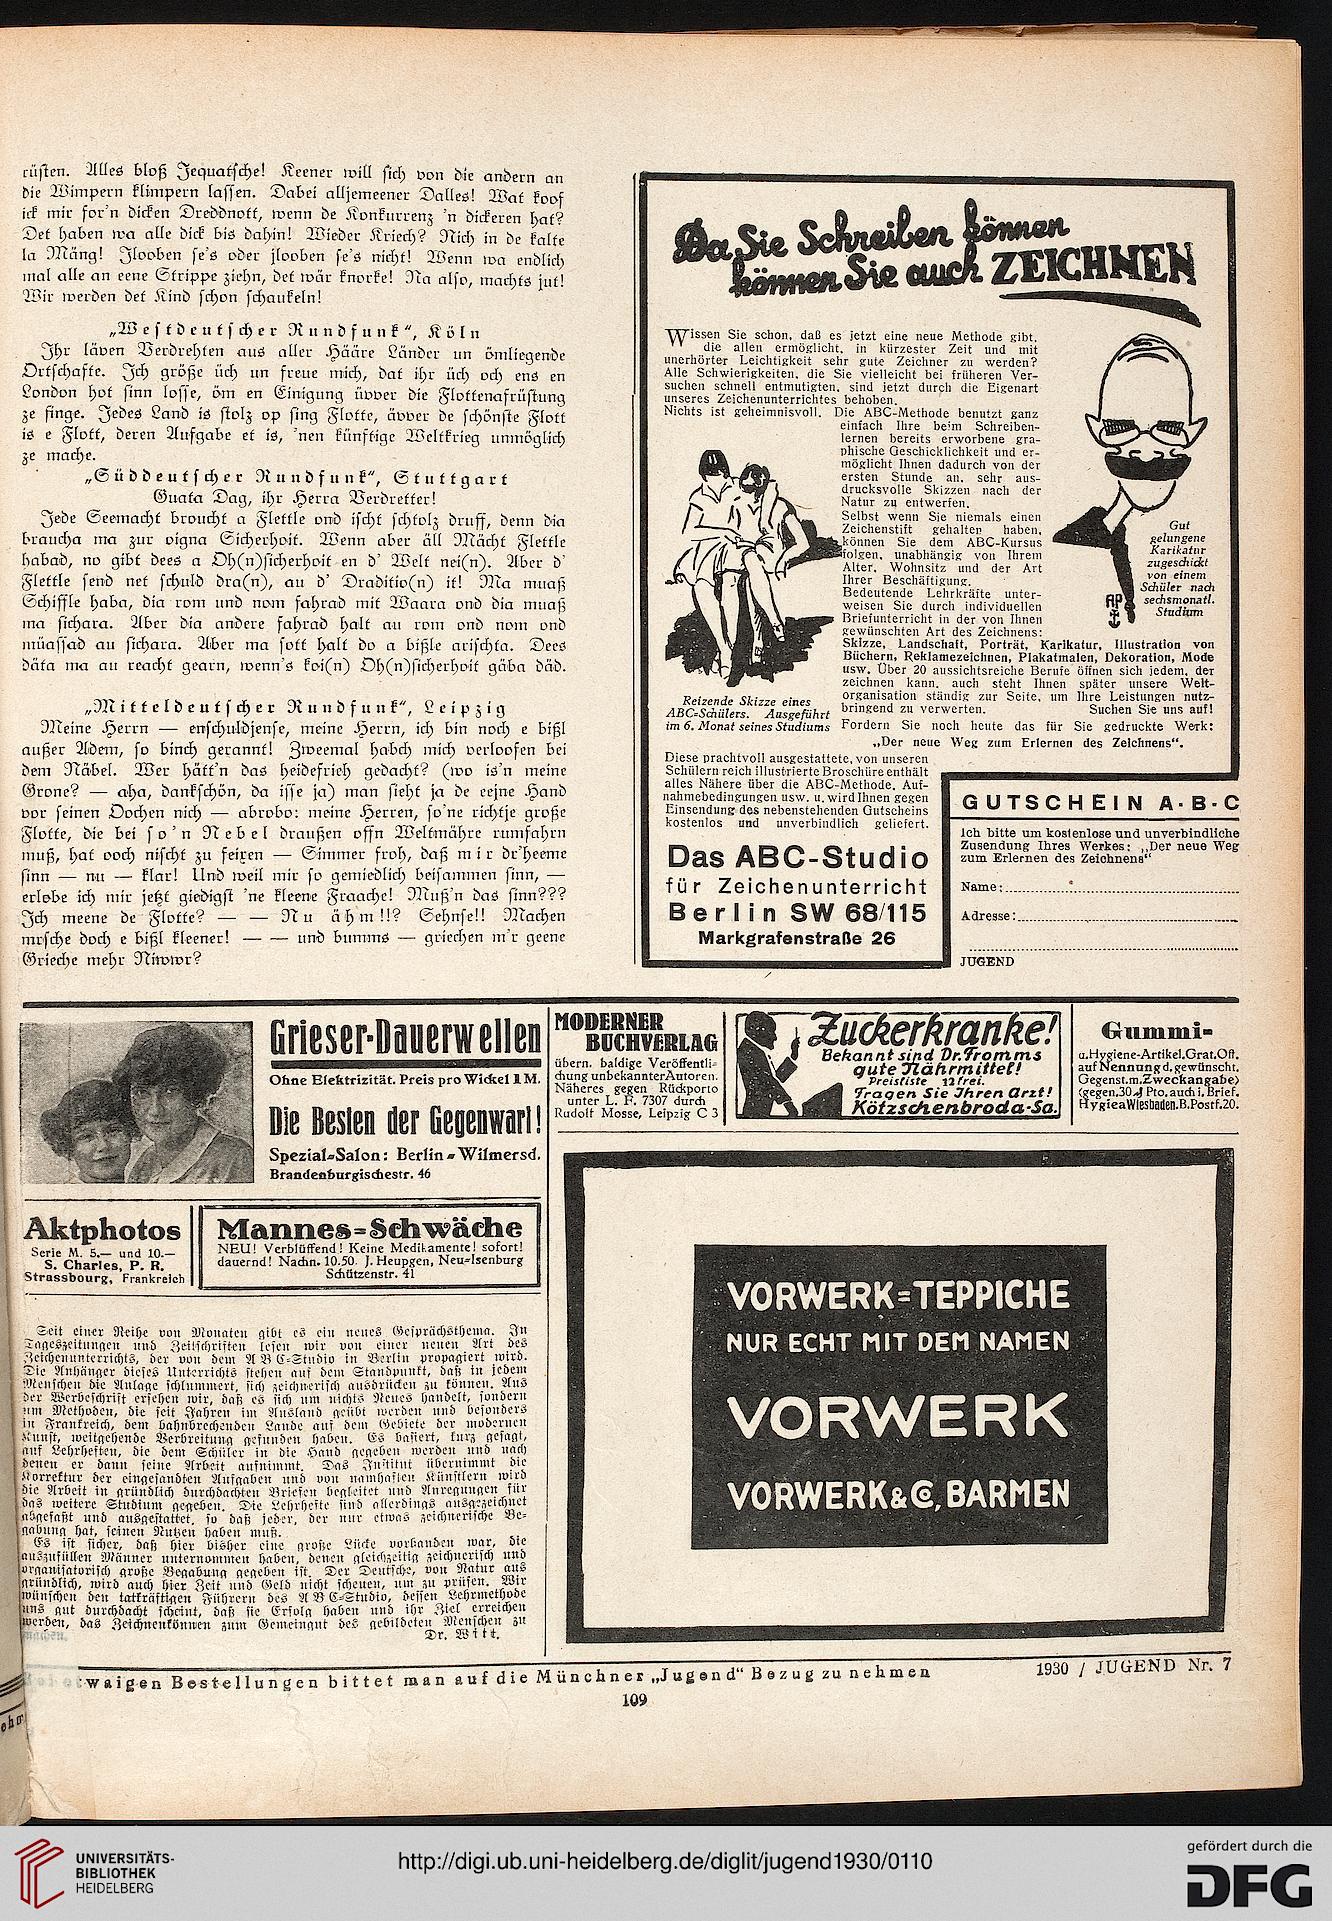 rüsten. Alles bloß Jequatsche! Keener will sich von die andern an
die Wimpern klimpern lassen. Dabei alljemeener Dalles! Wat koof
ick mir for'n dicken Dreddnott, wenn de Konkurrenz 'n dickeren hat?
Det haben wa alle dick bis dahin! Wieder Kriech? Nich in de kalte
la Mäng! Jlooben se's oder jlooben se's nicht! Wenn wa endlich
mal alle an eene Strippe ziehn, det wär knorke! Na also, machts jut!
Wir werden det Kind schon schaukeln!
„Westdeutscher Rundfunk“, Köln
Ihr läven Verdrehten aus aller Hääre Länder un ömliegende
Ortschafte. Ich größe üch un freue mich, dat ihr üch och ens en
London hot sinn losse, öm en Einigung üvver die Flottenafrüstung
ze singe. Jedes Land is stolz op sing Flotte, ävver de schönste Flott
is e Flott, deren Aufgabe et is, 'nen künftige Weltkrieg unmöglich
ze mache.
„Süddeutscher Rundfunk“, Stuttgart
Guata Dag, ihr Herra Verdretter!
Jede Seemacht broucht a Flettle ond ischt schtolz druff, denn dia
braucha ma zur oigna Sicherhoit. Wenn aber äll Mächt Flettle
habad, no gibt dees a Oh(n)sicherhoit en d' Welt nei(n). Aber d'
Flettle send net schuld dra(n), au d' Draditio(n) it! Ma muaß
Schiffle haba, dia rom und nom fahrad mit Waara ond dia muaß
ma sichara. Aber dia andere fahrad halt au rom ond nom ond
müassad au sichara. Aber ma sott halt do a bißle arischta. Dees
däta ma au reacht gearn, wenn's koi(n) Oh(n)sicherhoit gäba däd.
„Mitteldeutscher Rundfunk“, Leipzig
Meine Herrn — enschuldjense, meine Herrn, ich bin noch e bißl
außer Adem, so binch gerannt! Zweemal habch mich verloofen bei
dem Näbel. Wer hätt'n das heidefrieh gedacht? (wo is'n meine
Grone? — aha, dankschön, da isse ja) man sieht ja de eejne Hand
vor seinen Oochen nich — abrobo: meine Herren, so'ne richtje große
Flotte, die bei so'n Nebel draußen offn Weltmähre rumfahrn
muß, hat ooch nischt zu feixen — Simmer froh, daß mir dr'heeme
sinn — nu — klar! Und weil mir so gemiedlich beisammen sinn, —
erlobe ich mir jetzt giedigst 'ne kleene Fraache! Muß'n das sinn???
Ich meene de Flotte? — — Nu ähm!!? Sehnse!! Machen
mrsche doch e bißl kleener! — — und bumms — griechen m'r geene
Grieche mehr Niwwr?
Da Sie Schreiben können
können Sie auch ZEICHNEN
Wissen Sie schon, daß es jetzt eine neue Methode gibt,
die allen ermöglicht, in kürzester Zeit und mit
unerhörter Leichtigkeit sehr gute Zeichner zu werden?
Alle Schwierigkeiten, die Sie vielleicht bei früheren Ver-
suchen schnell entmutigten, sind jetzt durch die Eigenart
unseres Zeichenunterrichtes behoben.
Nichts ist geheimnisvoll. Die ABC-Methode benutzt ganz
einfach Ihre beim Schreiben-
lernen bereits erworbene gra-
phische Geschicklichkeit und er-
möglicht Ihnen dadurch von der
ersten Stunde an, sehr aus-
drucksvolle Skizzen nach der
Natur zu entwerfen.
Selbst wenn Sie niemals einen
Zeichenstift gehalten haben,
können Sie dem ABC-Kursus
folgen, unabhängig von Ihrem
Alter, Wohnsitz und der Art
Ihrer Beschäftigung.
Bedeutende Lehrkräfte unter-
weisen Sie durch individuellen
Briefunterricht in der von Ihnen
gewünschten Art des Zeichnens:
Skizze, Landschaft, Porträt, Karikatur, Illustration von
Büchern, Reklamezeichnen, Plakatmalen, Dekoration, Mode
usw. Über 20 aussichtsreiche Berufe öffnen sich jedem, der
zeichnen kann, auch steht Ihnen später unsere Welt-
organisation ständig zur Seite, um Ihre Leistungen nutz-
bringend zu verwerten. Suchen Sie uns auf!
Fordern Sie noch heute das für Sie gedruckte Werk:
„Der neue Weg zum Erlernen des Zeichnens“.
Gut
gelungene
Karikatur
zugeschickt
von einem
Schüler nach
sechsmonatl.
Studium
AP
Reizende Skizze eines
ABC-Schülers. Ausgeführt
im 6. Monat seines Studiums
Diese prachtvoll ausgestattete, von unseren
Schülern reich illustrierte Broschüre enthält
alles Nähere über die ABC-Methode, Auf-
nahmebedingungen usw. u. wird Ihnen gegen
Einsendung des nebenstehenden Gutscheins
kostenlos und unverbindlich geliefert.
Das ABC-Studio
für Zeichenunterricht
Berlin SW 68/115
Markgrafenstraße 26
GUTSCHEIN A-B-C
Ich bitte um kostenlose und unverbindliche
Zusendung Ihres Werkes: „Der neue Weg
zum Erlernen des Zeichnens“
Name:
Adresse:
JUGEND
Grieser-Dauerwellen
Ohne Elektrizität. Preis pro Wickel 1 M.
Die Besten der Gegenwart!
Spezial-Salon: Berlin-Wilmersd.
Brandenburgischestr. 46
MODERNER
BUCHVERLAG
übern. baldige Veröffentli-
chung unbekannter Autoren.
Näheres gegen Rückporto
unter L. F. 7307 durch
Rudolf Mosse, Leipzig C 3
Zuckerkranke!
Bekannt sind Dr. Fromms
gute Nährmittel!
Preisliste 12 frei.
Fragen Sie Ihren Arzt!
Kötzschenbroda-Sa.
Gummi-
u. Hygiene-Artikel. Grat. Off.
auf Nennung d. gewünscht.
Gegenst. m. Zweckangabe)
(gegen. 30 ₰ Pto. auch i. Brief.
Hygiea Wiesbaden. B. Postf. 20.
Aktphotos
Serie M. 5.— und 10.—
S. Charles, P. R.
Strassbourg, Frankreich
Mannes-Schwäche
NEU! Verblüffend! Keine Medikamente! sofort!
dauernd! Nachn. 10.50. J. Heupgen, Neu-Isenburg
Schützenstr. 41
Seit einer Reihe von Monaten gibt es ein neues Gesprächsthema. In
Tageszeitungen und Zeitschriften lesen wir von einer neuen Art des
Zeichenunterrichts, der von dem ABC-Studio in Berlin propagiert wird.
Die Anhänger dieses Unterrichts stehen auf dem Standpunkt, daß in jedem
Menschen die Anlage schlummert, sich zeichnerisch ausdrücken zu können. Aus
der Werbeschrift ersehen wir, daß es sich um nichts Neues handelt, sondern
um Methoden, die seit Jahren im Ausland geübt werden und besonders
in Frankreich, dem bahnbrechenden Lande auf dem Gebiete der modernen
Kunst, weitgehende Verbreitung gefunden haben. Es basiert, kurz gesagt,
auf Lehrheften, die dem Schüler in die Hand gegeben werden und nach
denen er dann seine Arbeit aufnimmt. Das Institut übernimmt die
Korrektur der eingesandten Aufgaben und von namhaften Künstlern wird
die Arbeit in gründlich durchdachten Briefen begleitet und Anregungen für
das weitere Studium gegeben. Die Lehrhefte sind allerdings ausgezeichnet
abgefaßt und ausgestattet, so daß jeder, der nur etwas zeichnerische Be-
gabung hat, seinen Nutzen haben muß.
Es ist sicher, daß hier bisher eine große Lücke vorhanden war, die
auszufüllen Männer unternommen haben, denen gleichzeitig zeichnerisch und
organisatorisch große Begabung gegeben ist. Der Deutsche, von Natur aus
gründlich, wird auch hier Zeit und Geld nicht scheuen, um zu prüfen. Wir
wünschen den tatkräftigen Führern des ABC-Studio, dessen Lehrmethode
uns gut durchdacht scheint, daß sie Erfolg haben und ihr Ziel erreichen
werden, das Zeichnenkönnen zum Gemeingut des gebildeten Menschen zu
machen. Dr. Witt.
VORWERK=TEPPICHE
NUR ECHT MIT DEM NAMEN
VORWERK
VORWERK & Co, BARMEN
waigen Bestellungen bittet man auf die Münchner „Jugend“ Bezug zu nehmen
1930 / JUGEND Nr. 7
109
UNIVERSITÄTS-
BIBLIOTHEK
HEIDELBERG
http://digi.ub.uni-heidelberg.de/diglit/jugend1930/0110
gefördert durch die
DFG